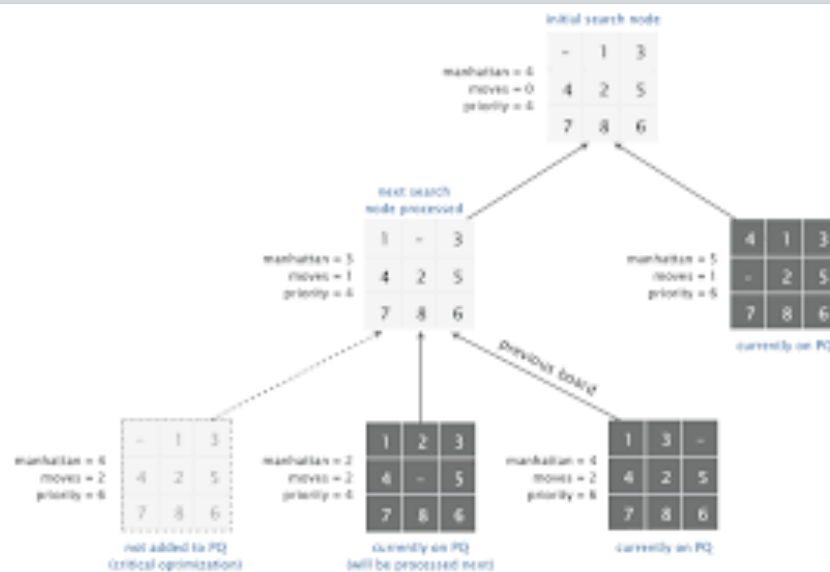 initial search node
- 1 3
manhattan = 4
moves = 0
priority = 4
4 2 5
7 8 6
next search
node processed
1 - 3
manhattan = 3
moves = 1
priority = 4
4 2 5
7 8 6
4 1 3
manhattan = 5
moves = 1
priority = 6
- 2 5
7 8 6
currently on PQ
previous board
- 1 3
manhattan = 4
moves = 2
priority = 6
4 2 5
7 8 6
not added to PQ
(critical optimization)
1 2 3
manhattan = 2
moves = 2
priority = 4
4 - 5
7 8 6
currently on PQ
(will be processed next)
1 3 -
manhattan = 4
moves = 2
priority = 6
4 2 5
7 8 6
currently on PQ